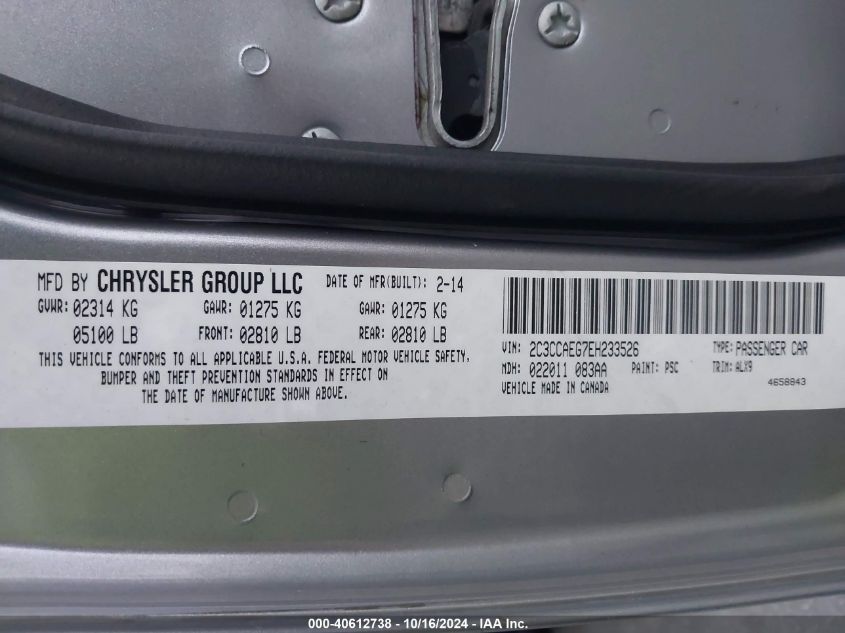 MFD BY CHRYSLER GROUP LLC DATE OF MFR(BUILT): 2-14
GVWR: 02314 KG GAWR: 01275 KG GAWR: 01275 KG
05100 LB FRONT: 02810 LB REAR: 02810 LB
THIS VEHICLE CONFORMS TO ALL APPLICABLE U.S.A. FEDERAL MOTOR VEHICLE SAFETY,
BUMPER AND THEFT PREVENTION STANDARDS IN EFFECT ON
THE DATE OF MANUFACTURE SHOWN ABOVE.
VIN: 2C3CCAEG7EH233526 TYPE: PASSENGER CAR
MDH: 022011 083AA PAINT: PSC TRIM: ALX9
VEHICLE MADE IN CANADA 4658843
000-40612738 - 10/16/2024 - IAA Inc.